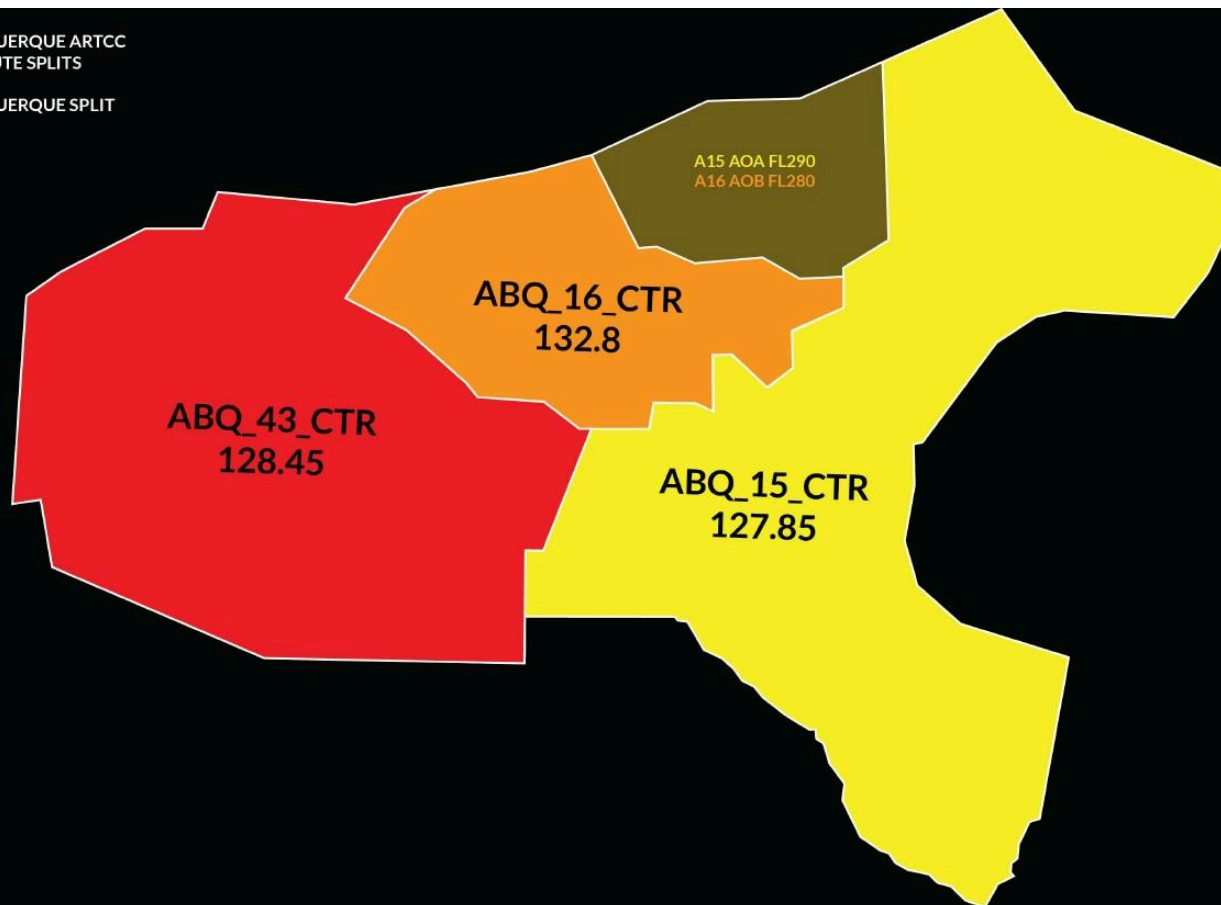 UERQUE ARTCC
UTE SPLITS
UERQUE SPLIT
A15 AOA FL290
A16 AOB FL280
ABQ_16_CTR
132.8
ABQ_43_CTR
128.45
ABQ_15_CTR
127.85